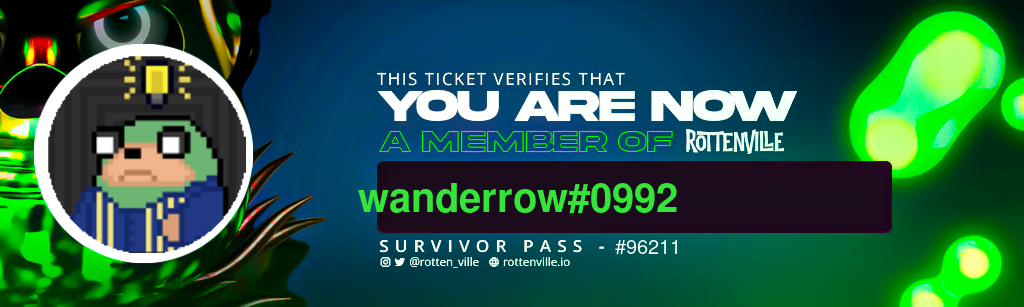 THIS TICKET VERIFIES THAT
YOU ARE NOW
A MEMBER OF ROTTENVILLE
wanderrow#0992
SURVIVOR PASS - #96211
@rotten_ville rottenville.io